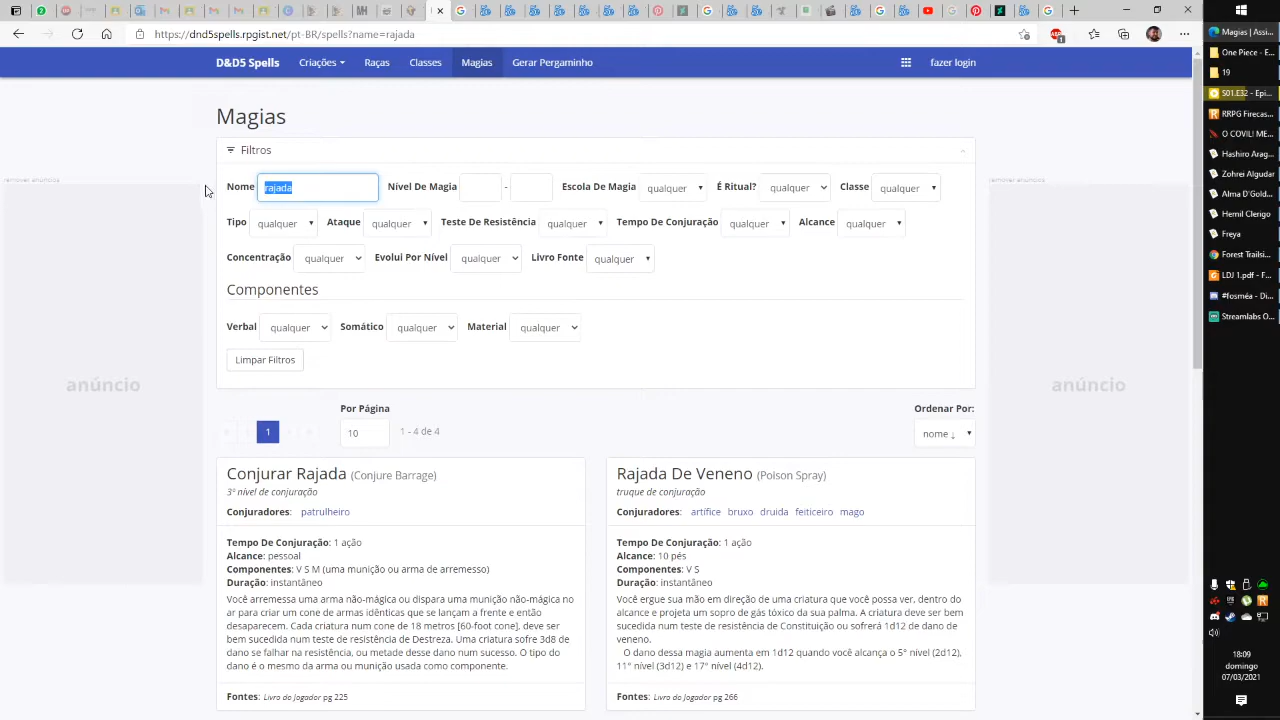 https://dnd5spells.rpgist.net/pt-BR/spells?name=rajada
D&D5 Spells Criações Raças Classes Magias Gerar Pergaminho fazer login
Magias
Filtros
Nome rajada Nível De Magia - Escola De Magia qualquer É Ritual? qualquer Classe qualquer
Tipo qualquer Ataque qualquer Teste De Resistência qualquer Tempo De Conjuração qualquer Alcance qualquer
Concentração qualquer Evolui Por Nível qualquer Livro Fonte qualquer
Componentes
Verbal qualquer Somático qualquer Material qualquer
Limpar Filtros
remover anúncios
anúncio
remover anúncios
anúncio
Por Página
1 10 1 - 4 de 4
Ordenar Por:
nome ↓
Conjurar Rajada (Conjure Barrage)
3º nível de conjuração
Conjuradores: patrulheiro
Tempo De Conjuração: 1 ação
Alcance: pessoal
Componentes: V S M (uma munição ou arma de arremesso)
Duração: instantâneo
Você arremessa uma arma não-mágica ou dispara uma munição não-mágica no
ar para criar um cone de armas idênticas que se lançam a frente e então
desaparecem. Cada criatura num cone de 18 metros [60-foot cone] deve ser
bem sucedida num teste de resistência de Destreza. Uma criatura sofre 3d8 de
dano se falhar na resistência, ou metade desse dano num sucesso. O tipo do
dano é o mesmo da arma ou munição usada como componente.
Fontes: Livro do Jogador pg 225
Rajada De Veneno (Poison Spray)
truque de conjuração
Conjuradores: artífice bruxo druida feiticeiro mago
Tempo De Conjuração: 1 ação
Alcance: 10 pés
Componentes: V S
Duração: instantâneo
Você ergue sua mão em direção de uma criatura que você possa ver, dentro do
alcance e projeta um sopro de gás tóxico da sua palma. A criatura deve ser bem
sucedida num teste de resistência de Constituição ou sofrerá 1d12 de dano de
veneno.
O dano dessa magia aumenta em 1d12 quando você alcança o 5° nível (2d12),
11° nível (3d12) e 17° nível (4d12).
Fontes: Livro do Jogador pg 266
Magias | Assi...
One Piece - E...
19
S01.E32 - Epi...
RRPG Firecas...
O COVIL! ME...
Hashiro Arag...
Zohrei Algudar
Alma D'Gold...
Hemil Clerigo
Freya
Forest Trailsi...
LDJ 1.pdf - F...
#fosméa - Di...
Streamlabs O...
18:09
domingo
07/03/2021